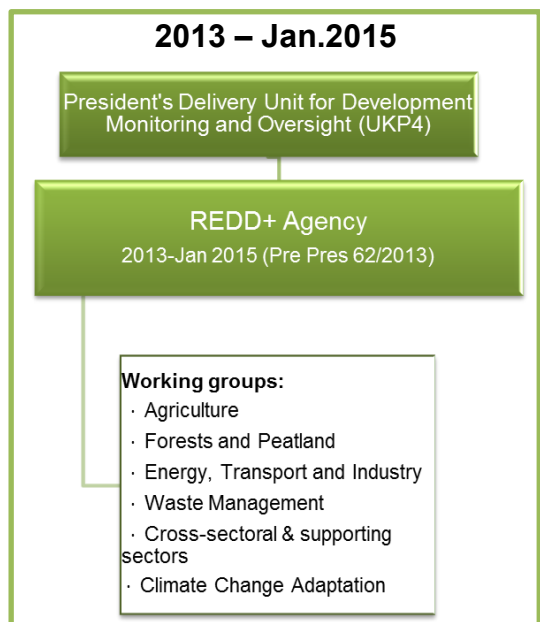 2013 – Jan.2015
President's Delivery Unit for Development
Monitoring and Oversight (UKP4)
REDD+ Agency
2013-Jan 2015 (Pre Pres 62/2013)
Working groups:
· Agriculture
· Forests and Peatland
· Energy, Transport and Industry
· Waste Management
· Cross-sectoral & supporting
sectors
· Climate Change Adaptation